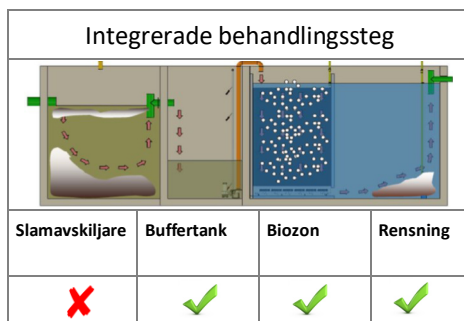 Integrerade behandlingssteg
Slamavskiljare Buffertank Biozon Rensning